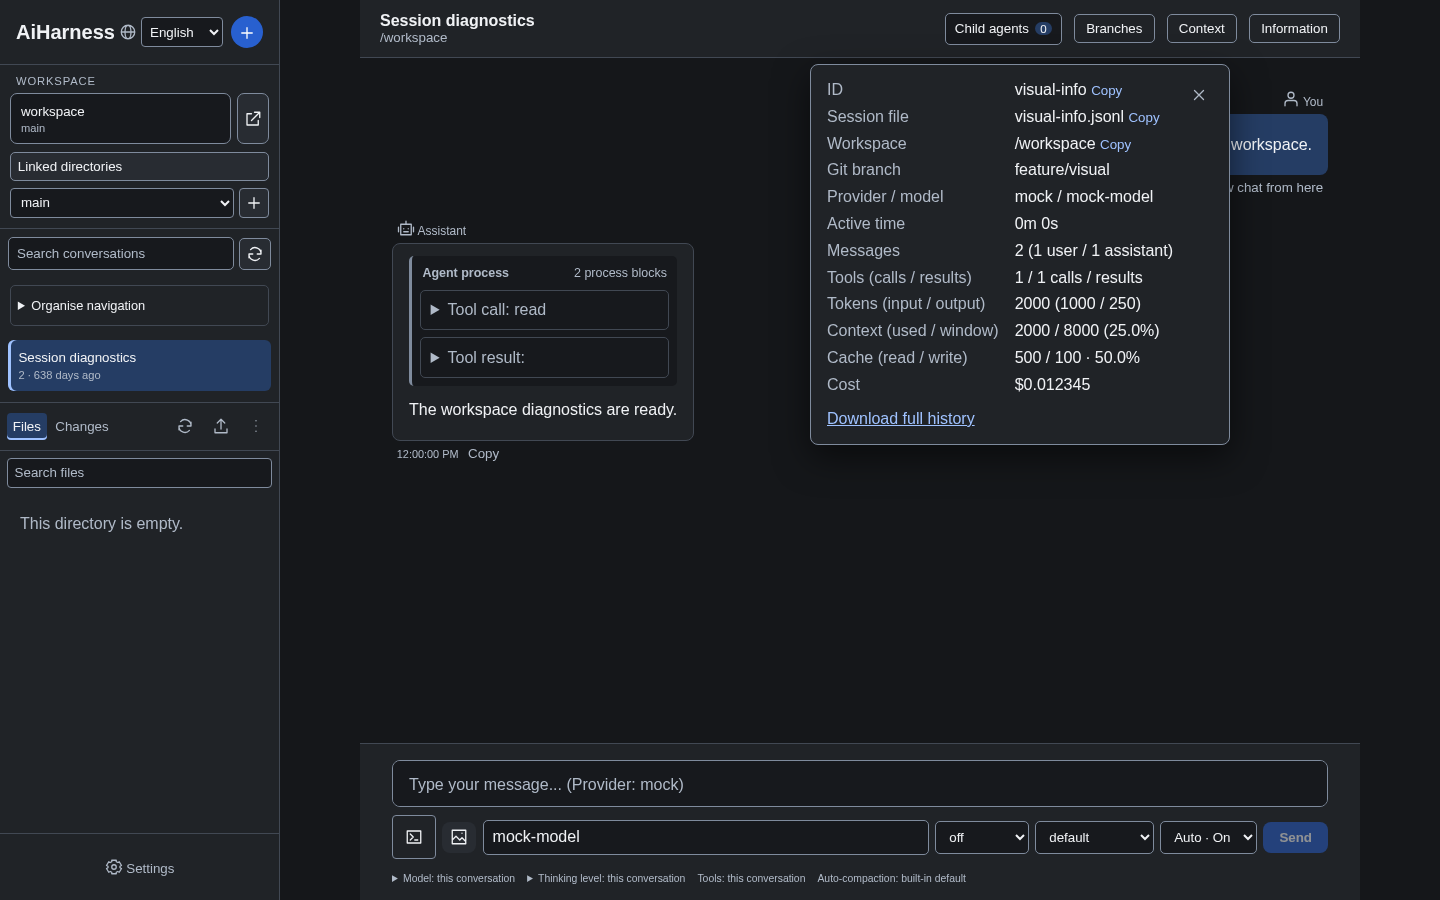 AiHarness English
WORKSPACE
workspace
main
Linked directories
main
Search conversations
Organise navigation
Session diagnostics
2 · 638 days ago
Files Changes
Search files
This directory is empty.
Settings
Session diagnostics
/workspace
Child agents 0 Branches Context Information
ID visual-info Copy
Session file visual-info.jsonl Copy
Workspace /workspace Copy
Git branch feature/visual
Provider / model mock / mock-model
Active time 0m 0s
Messages 2 (1 user / 1 assistant)
Tools (calls / results) 1 / 1 calls / results
Tokens (input / output) 2000 (1000 / 250)
Context (used / window) 2000 / 8000 (25.0%)
Cache (read / write) 500 / 100 · 50.0%
Cost $0.012345
Download full history
You
workspace.
chat from here
Assistant
Agent process 2 process blocks
Tool call: read
Tool result:
The workspace diagnostics are ready.
12:00:00 PM Copy
Type your message... (Provider: mock)
mock-model off default Auto · On Send
Model: this conversation Thinking level: this conversation Tools: this conversation Auto-compaction: built-in default